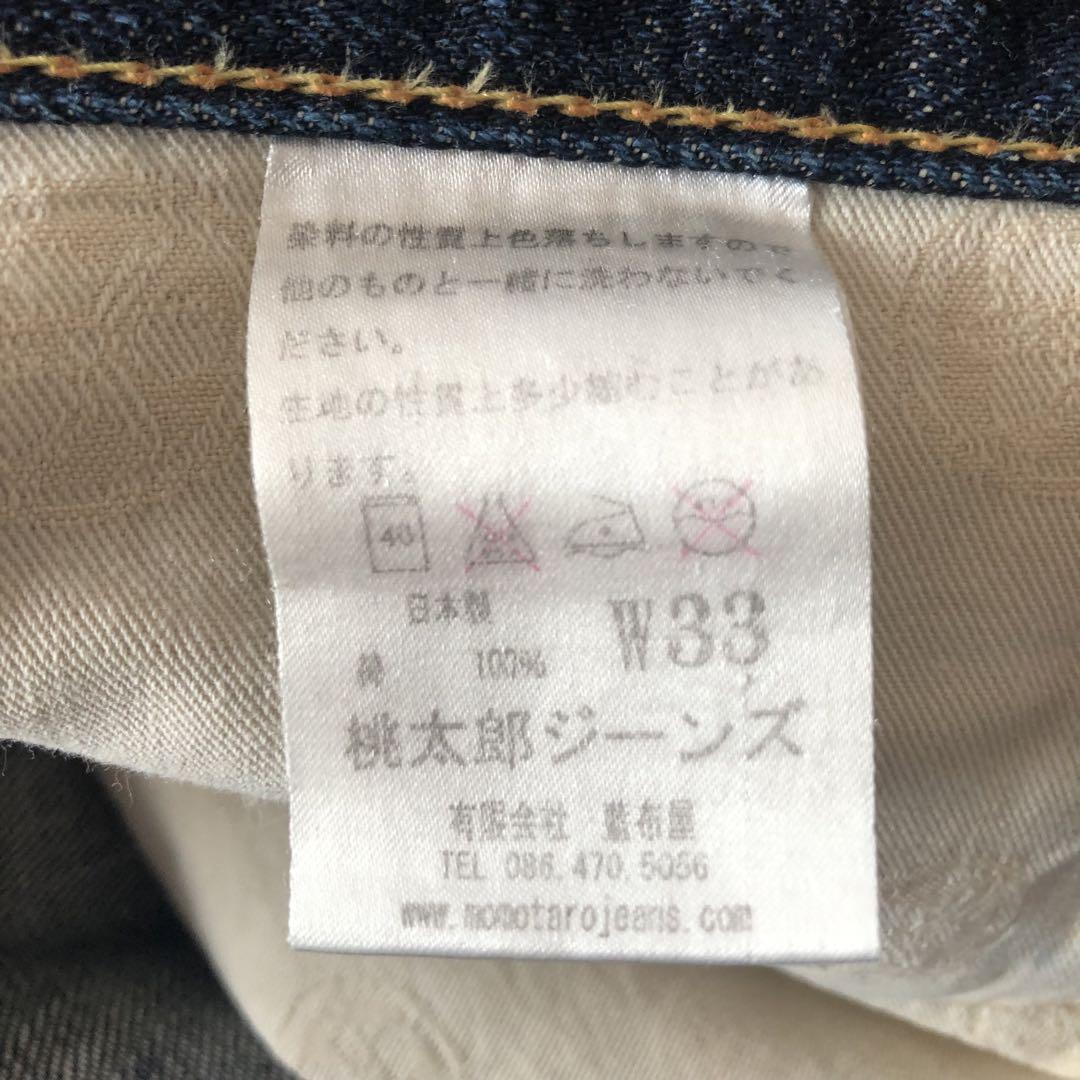 染料の性質上色落ちしますので
他のものと一緒に洗わないでく
ださい。
生地の性質上多少縮むことがあ
ります。
40
日本製
W33
綿 100%
桃太郎ジーンズ
有限会社 藍布屋
TEL 086.470.5056
www.momotarojeans.com